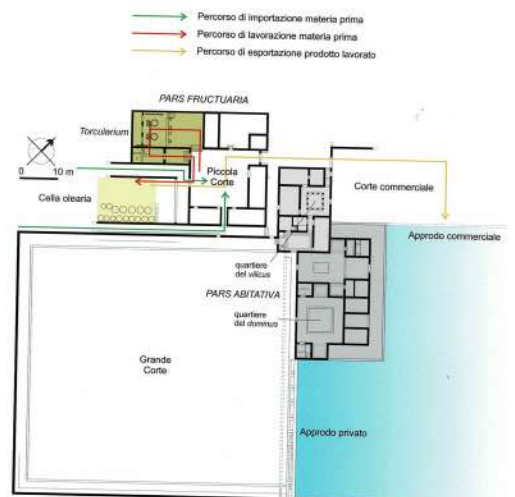 Percorso di importazione materia prima
Percorso di lavorazione materia prima
Percorso di esportazione prodotto lavorato
PARS FRUCTUARIA
Torcularium
0 10 m
Piccola
Corte
Cella olearia
Corte commerciale
Approdo commerciale
quartiere
del vilicus
PARS ABITATIVA
quartiere
del dominus
Grande
Corte
Approdo privato